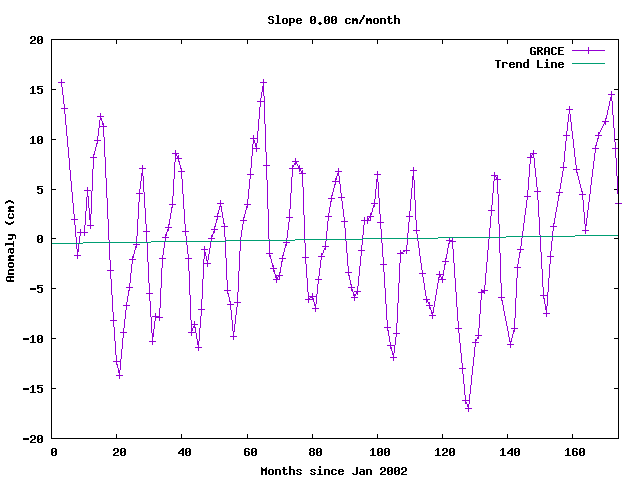 Slope 0.00 cm/month
GRACE
Trend Line
Anomaly (cm)
20
15
10
5
0
-5
-10
-15
-20
0 20 40 60 80 100 120 140 160
Months since Jan 2002